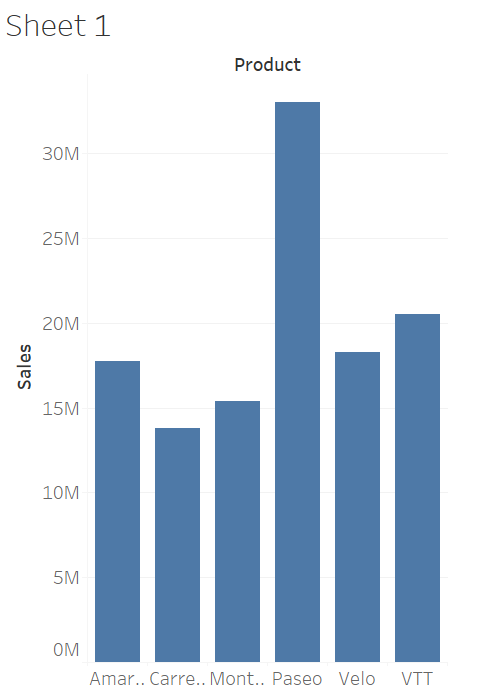 Sheet 1
Product
30M
25M
20M
15M
10M
5M
0M
Sales
Amar.. Carre.. Mont.. Paseo Velo VTT